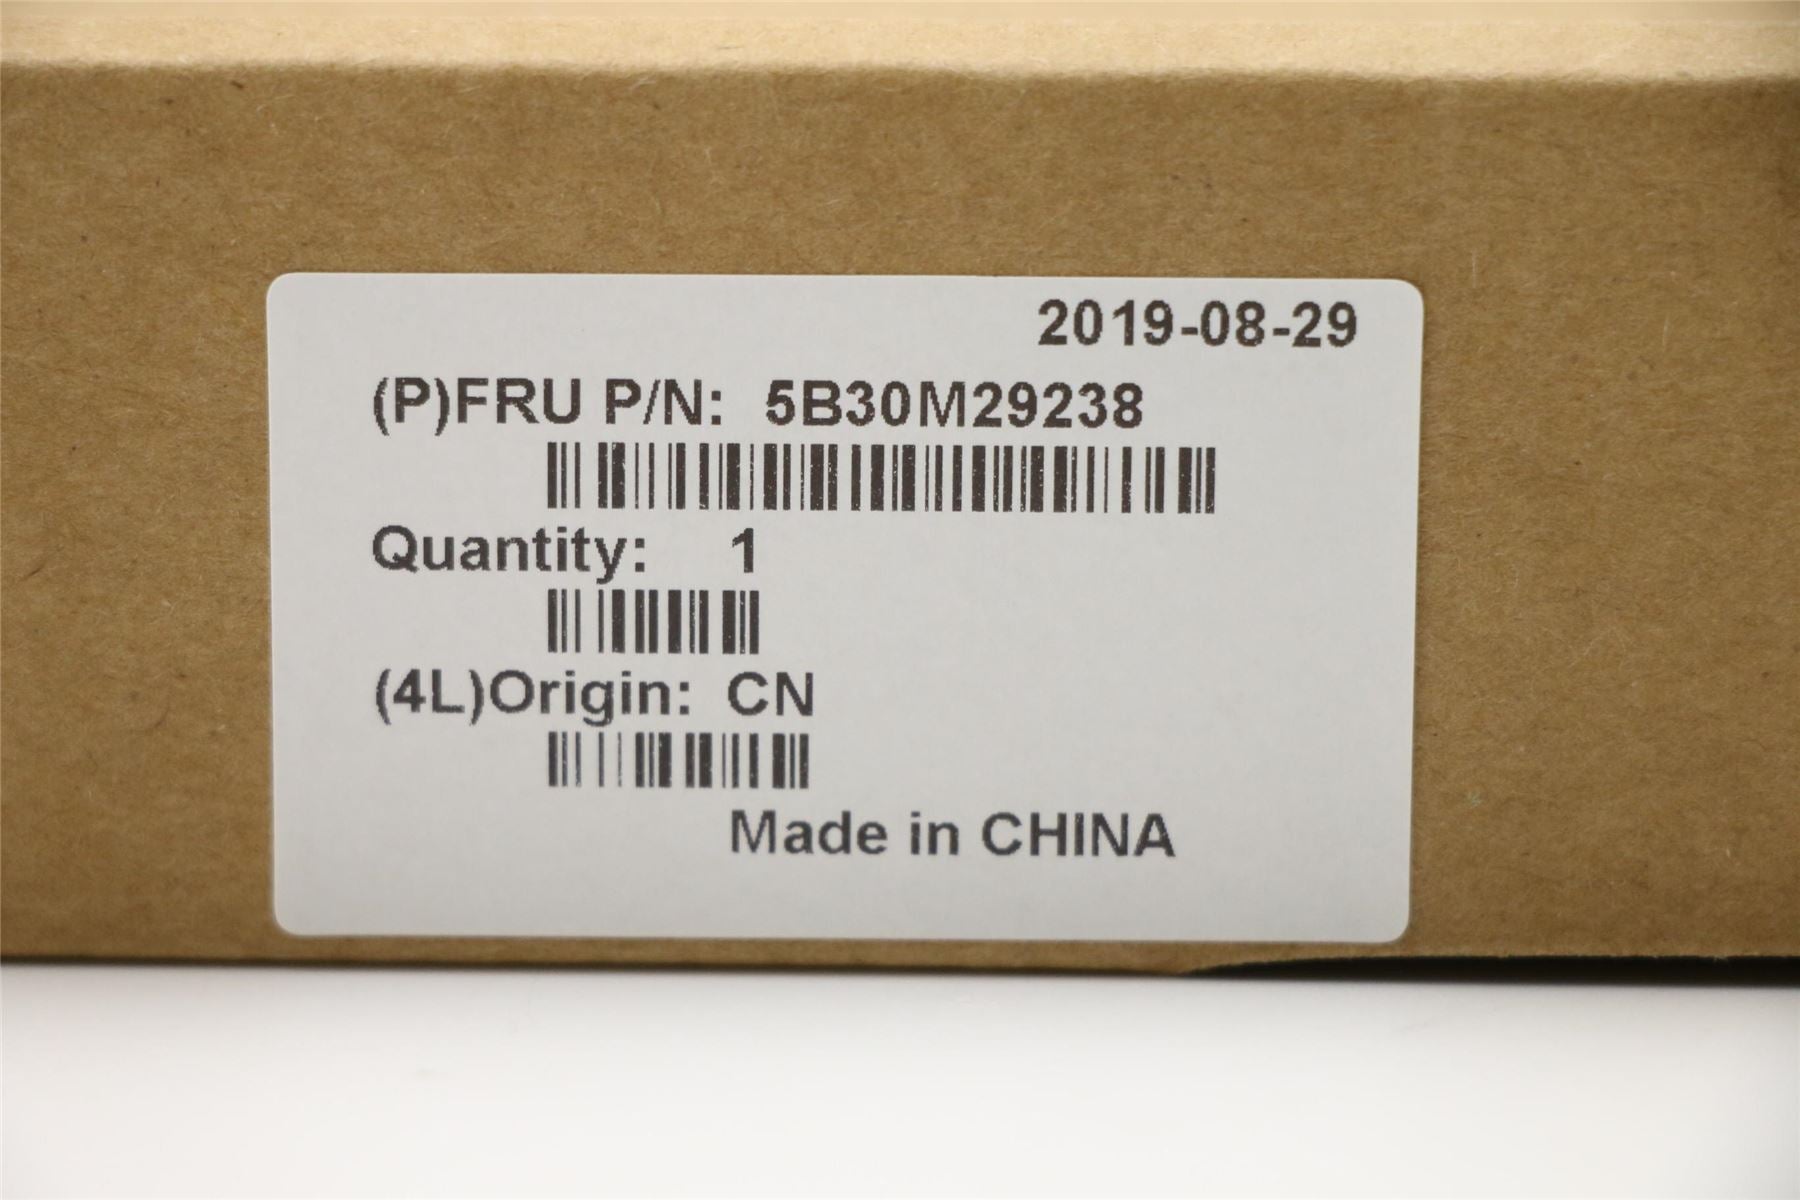 2019-08-29
(P)FRU P/N: 5B30M29238
Quantity: 1
(4L)Origin: CN
Made in CHINA